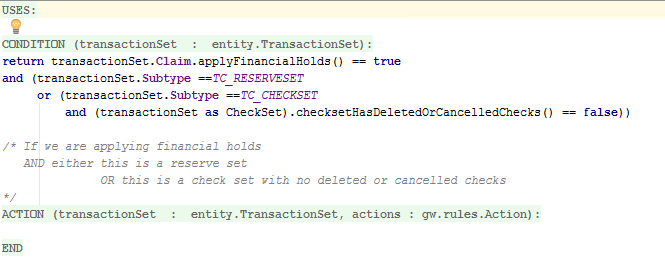 USES:
CONDITION (transactionSet : entity.TransactionSet):
return transactionSet.Claim.applyFinancialHolds() == true
and (transactionSet.Subtype ==TC_RESERVESET
or (transactionSet.Subtype ==TC_CHECKSET
and (transactionSet as CheckSet).checksetHasDeletedOrCancelledChecks() == false))
/* If we are applying financial holds
AND either this is a reserve set
OR this is a check set with no deleted or cancelled checks
*/
ACTION (transactionSet : entity.TransactionSet, actions : gw.rules.Action):
END